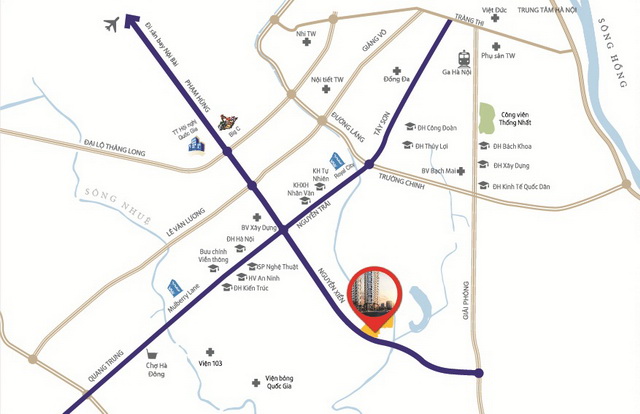 Việt Đức
TRUNG TÂM HÀ NỘI
TRÀNG THI
SÔNG HỒNG
Đi sân bay Nội Bài
Nhi TW
GIẢNG VÕ
Phụ sản TW
Ga Hà Nội
Đống Đa
Nội tiết TW
PHẠM HÙNG
Big C
TT Hội nghị
Quốc Gia
ĐẠI LỘ THĂNG LONG
ĐƯỜNG LÁNG
TÂY SƠN
Công viên
Thống Nhất
ĐH Công Đoàn
ĐH Thủy Lợi
ĐH Bách Khoa
ĐH Xây Dựng
ĐH Kinh Tế Quốc Dân
BV Bạch Mai
TRƯỜNG CHINH
Royal City
KH Tự
Nhiên
KHXH
Nhân Văn
NGUYỄN TRÃI
SÔNG NHUỆ
LÊ VĂN LƯƠNG
BV Xây Dựng
ĐH Hà Nội
Bưu chính
Viễn thông
SP Nghệ Thuật
HV An Ninh
ĐH Kiến Trúc
Mulberry Lane
NGUYỄN XIỂN
GIẢI PHÓNG
QUANG TRUNG
Chợ Hà
Đông
Viện 103
Viện bỏng
Quốc Gia